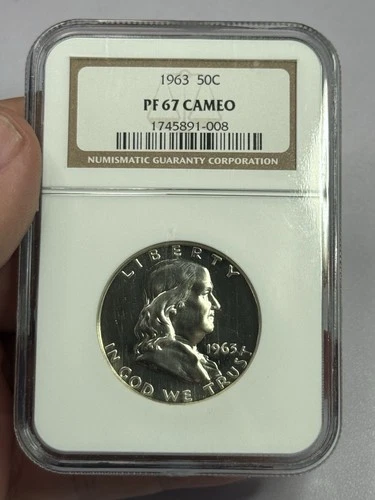 1963 50C
PF 67 CAMEO
1745891-008
NUMISMATIC GUARANTY CORPORATION
LIBERTY
1963
IN GOD WE TRUST